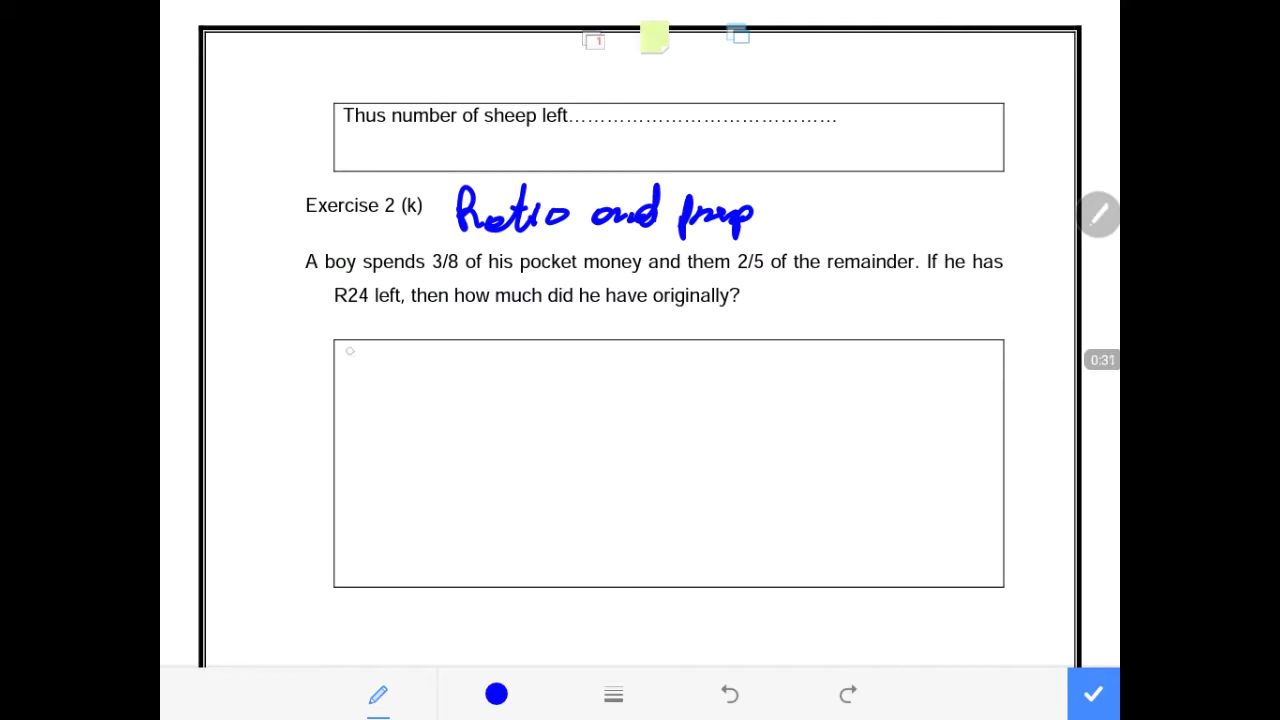 1
Thus number of sheep left……………………………………
Exercise 2 (k) Ratio and prop
A boy spends 3/8 of his pocket money and them 2/5 of the remainder. If he has
R24 left, then how much did he have originally?
0:31